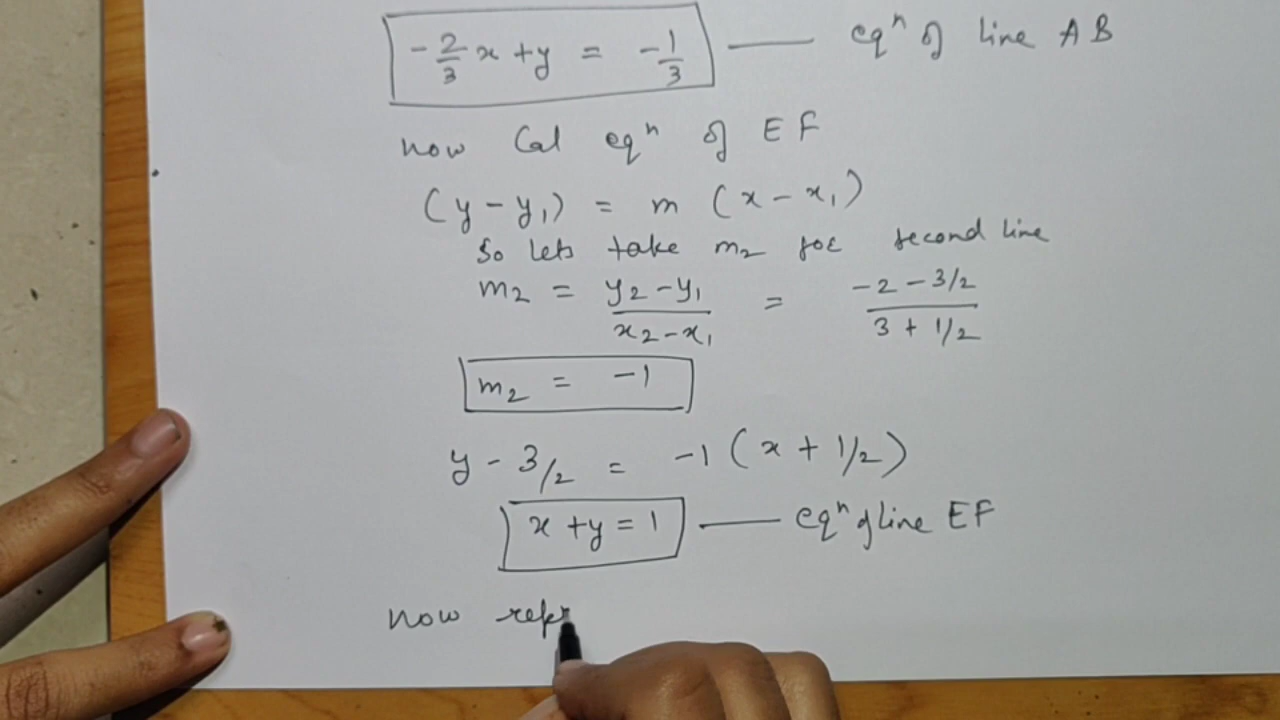 -2/3 x + y = -1/3 —— eqⁿ of line AB
now Cal eqⁿ of EF
(y - y₁) = m (x - x₁)
So lets take m₂ for second line
m₂ = y₂ - y₁ / x₂ - x₁ = -2 - 3/2 / 3 + 1/2
m₂ = -1
y - 3/2 = -1 (x + 1/2)
x + y = 1 —— eqⁿ of line EF
now repr